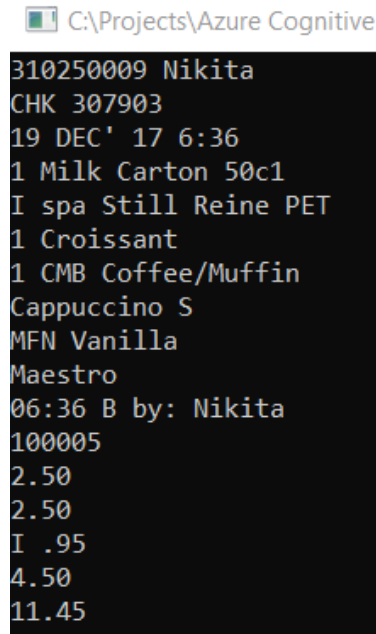 C:\Projects\Azure Cognitive
310250009 Nikita
CHK 307903
19 DEC' 17 6:36
1 Milk Carton 50c1
I spa Still Reine PET
1 Croissant
1 CMB Coffee/Muffin
Cappuccino S
MFN Vanilla
Maestro
06:36 B by: Nikita
100005
2.50
2.50
I .95
4.50
11.45